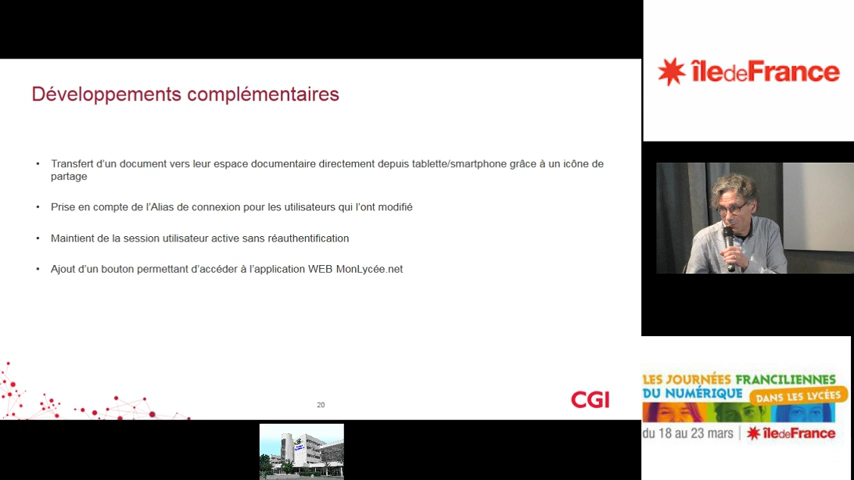 Développements complémentaires
• Transfert d'un document vers leur espace documentaire directement depuis tablette/smartphone grâce à un icône de
partage
• Prise en compte de l'Alias de connexion pour les utilisateurs qui l'ont modifié
• Maintient de la session utilisateur active sans réauthentification
• Ajout d'un bouton permettant d'accéder à l'application WEB MonLycée.net
20
CGI
îledeFrance
LES JOURNÉES FRANCILIENNES
DU NUMÉRIQUE DANS LES LYCÉES
du 18 au 23 mars | îledeFrance